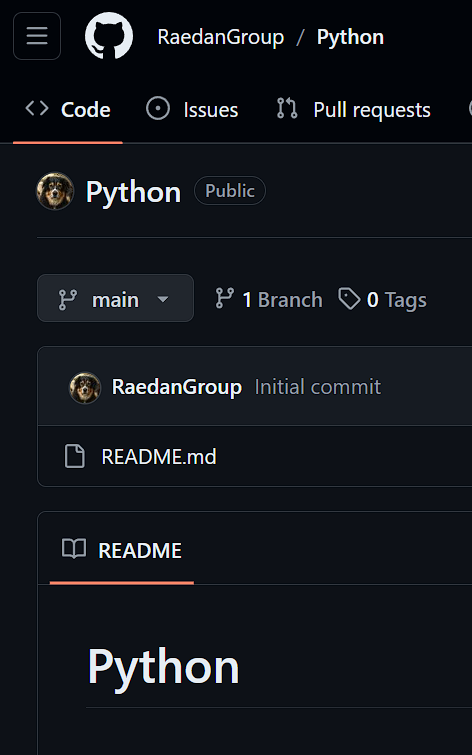 RaedanGroup / Python
Code Issues Pull requests
Python Public
main 1 Branch 0 Tags
RaedanGroup Initial commit
README.md
README
Python